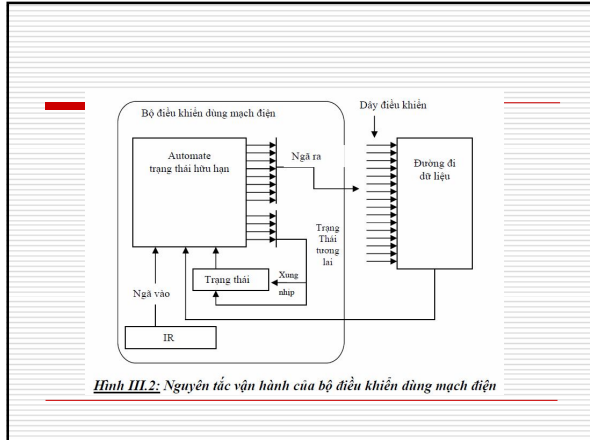 Dây điều khiển
Bộ điều khiển dùng mạch điện
Automate
trạng thái hữu hạn
Ngã ra
Đường đi
dữ liệu
Trạng
Thái
tương
lai
Trạng thái
Xung
nhịp
Ngã vào
IR
Hình III.2: Nguyên tắc vận hành của bộ điều khiển dùng mạch điện